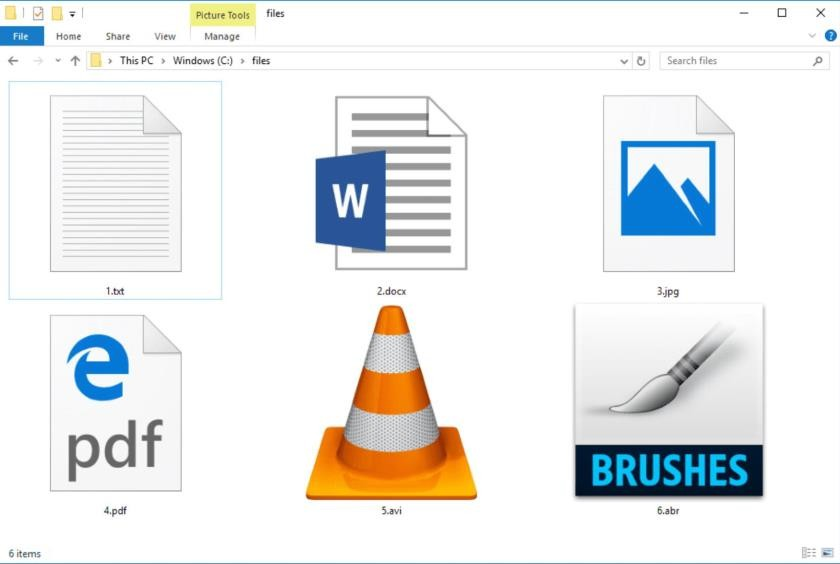 Picture Tools files
File Home Share View Manage
This PC Windows (C:) files Search files
W
1.txt 2.docx 3.jpg
pdf
BRUSHES
4.pdf 5.avi 6.abr
6 items